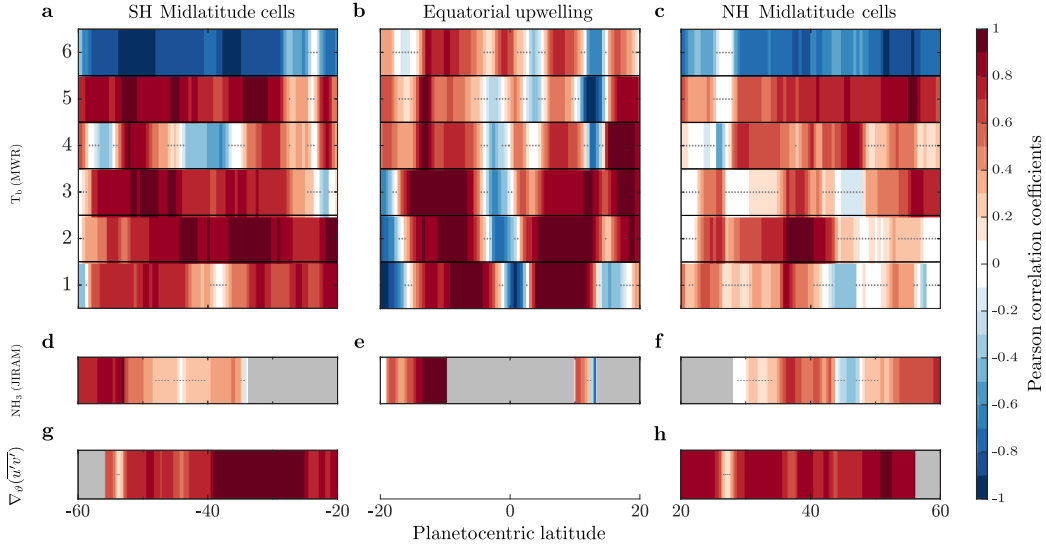 a SH Midlatitude cells
b Equatorial upwelling
c NH Midlatitude cells
T_b (MWR)
6
5
4
3
2
1
1
0.8
0.6
0.4
0.2
0
-0.2
-0.4
-0.6
-0.8
-1
Pearson correlation coefficients
d
e
f
NH₃ (JIRAM)
g
h
∇_∂(u′v′)
-60 -40 -20
-20 0 20
20 40 60
Planetocentric latitude